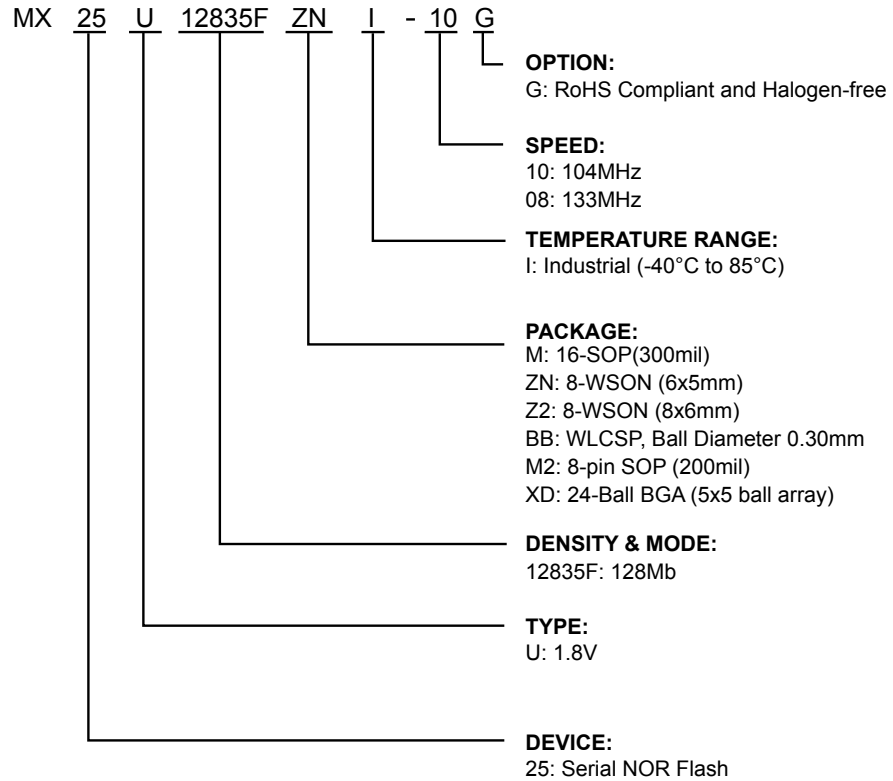 MX 25 U 12835F ZN I - 10 G
OPTION:
G: RoHS Compliant and Halogen-free
SPEED:
10: 104MHz
08: 133MHz
TEMPERATURE RANGE:
I: Industrial (-40°C to 85°C)
PACKAGE:
M: 16-SOP(300mil)
ZN: 8-WSON (6x5mm)
Z2: 8-WSON (8x6mm)
BB: WLCSP, Ball Diameter 0.30mm
M2: 8-pin SOP (200mil)
XD: 24-Ball BGA (5x5 ball array)
DENSITY & MODE:
12835F: 128Mb
TYPE:
U: 1.8V
DEVICE:
25: Serial NOR Flash